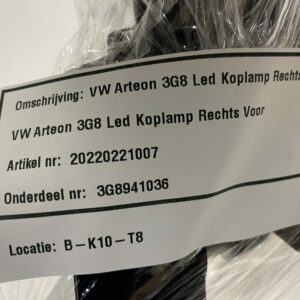 Omschrijving: VW Arteon 3G8 Led Koplamp Rechts
VW Arteon 3G8 Led Koplamp Rechts Voor
Artikel nr: 20220221007
Onderdeel nr: 3G8941036
Locatie: B-K10-T8